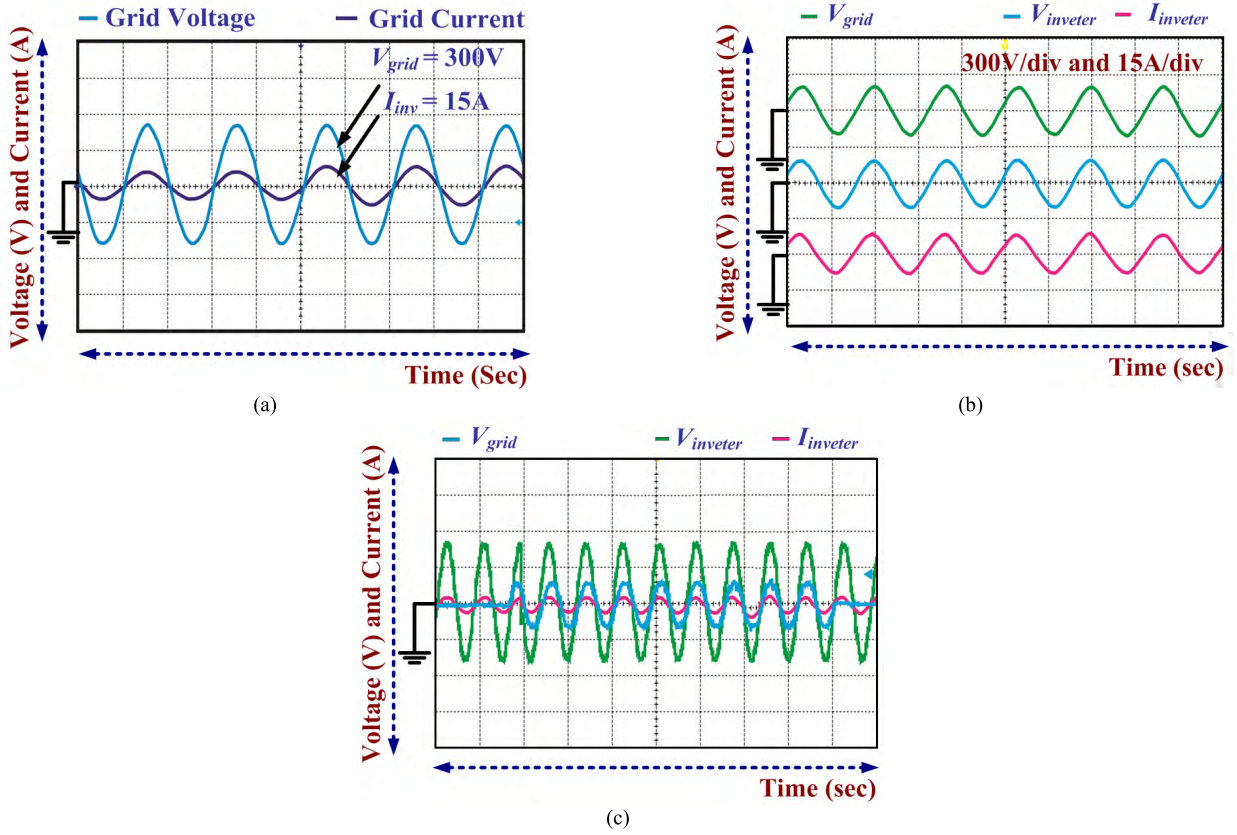 Grid Voltage
Grid Current
Vgrid = 300V
Iinv = 15A
Voltage (V) and Current (A)
Time (Sec)
(a)
Vgrid
Vinveter
Iinveter
300V/div and 15A/div
Voltage (V) and Current (A)
Time (sec)
(b)
Vgrid
Vinveter
Iinveter
Voltage (V) and Current (A)
Time (sec)
(c)